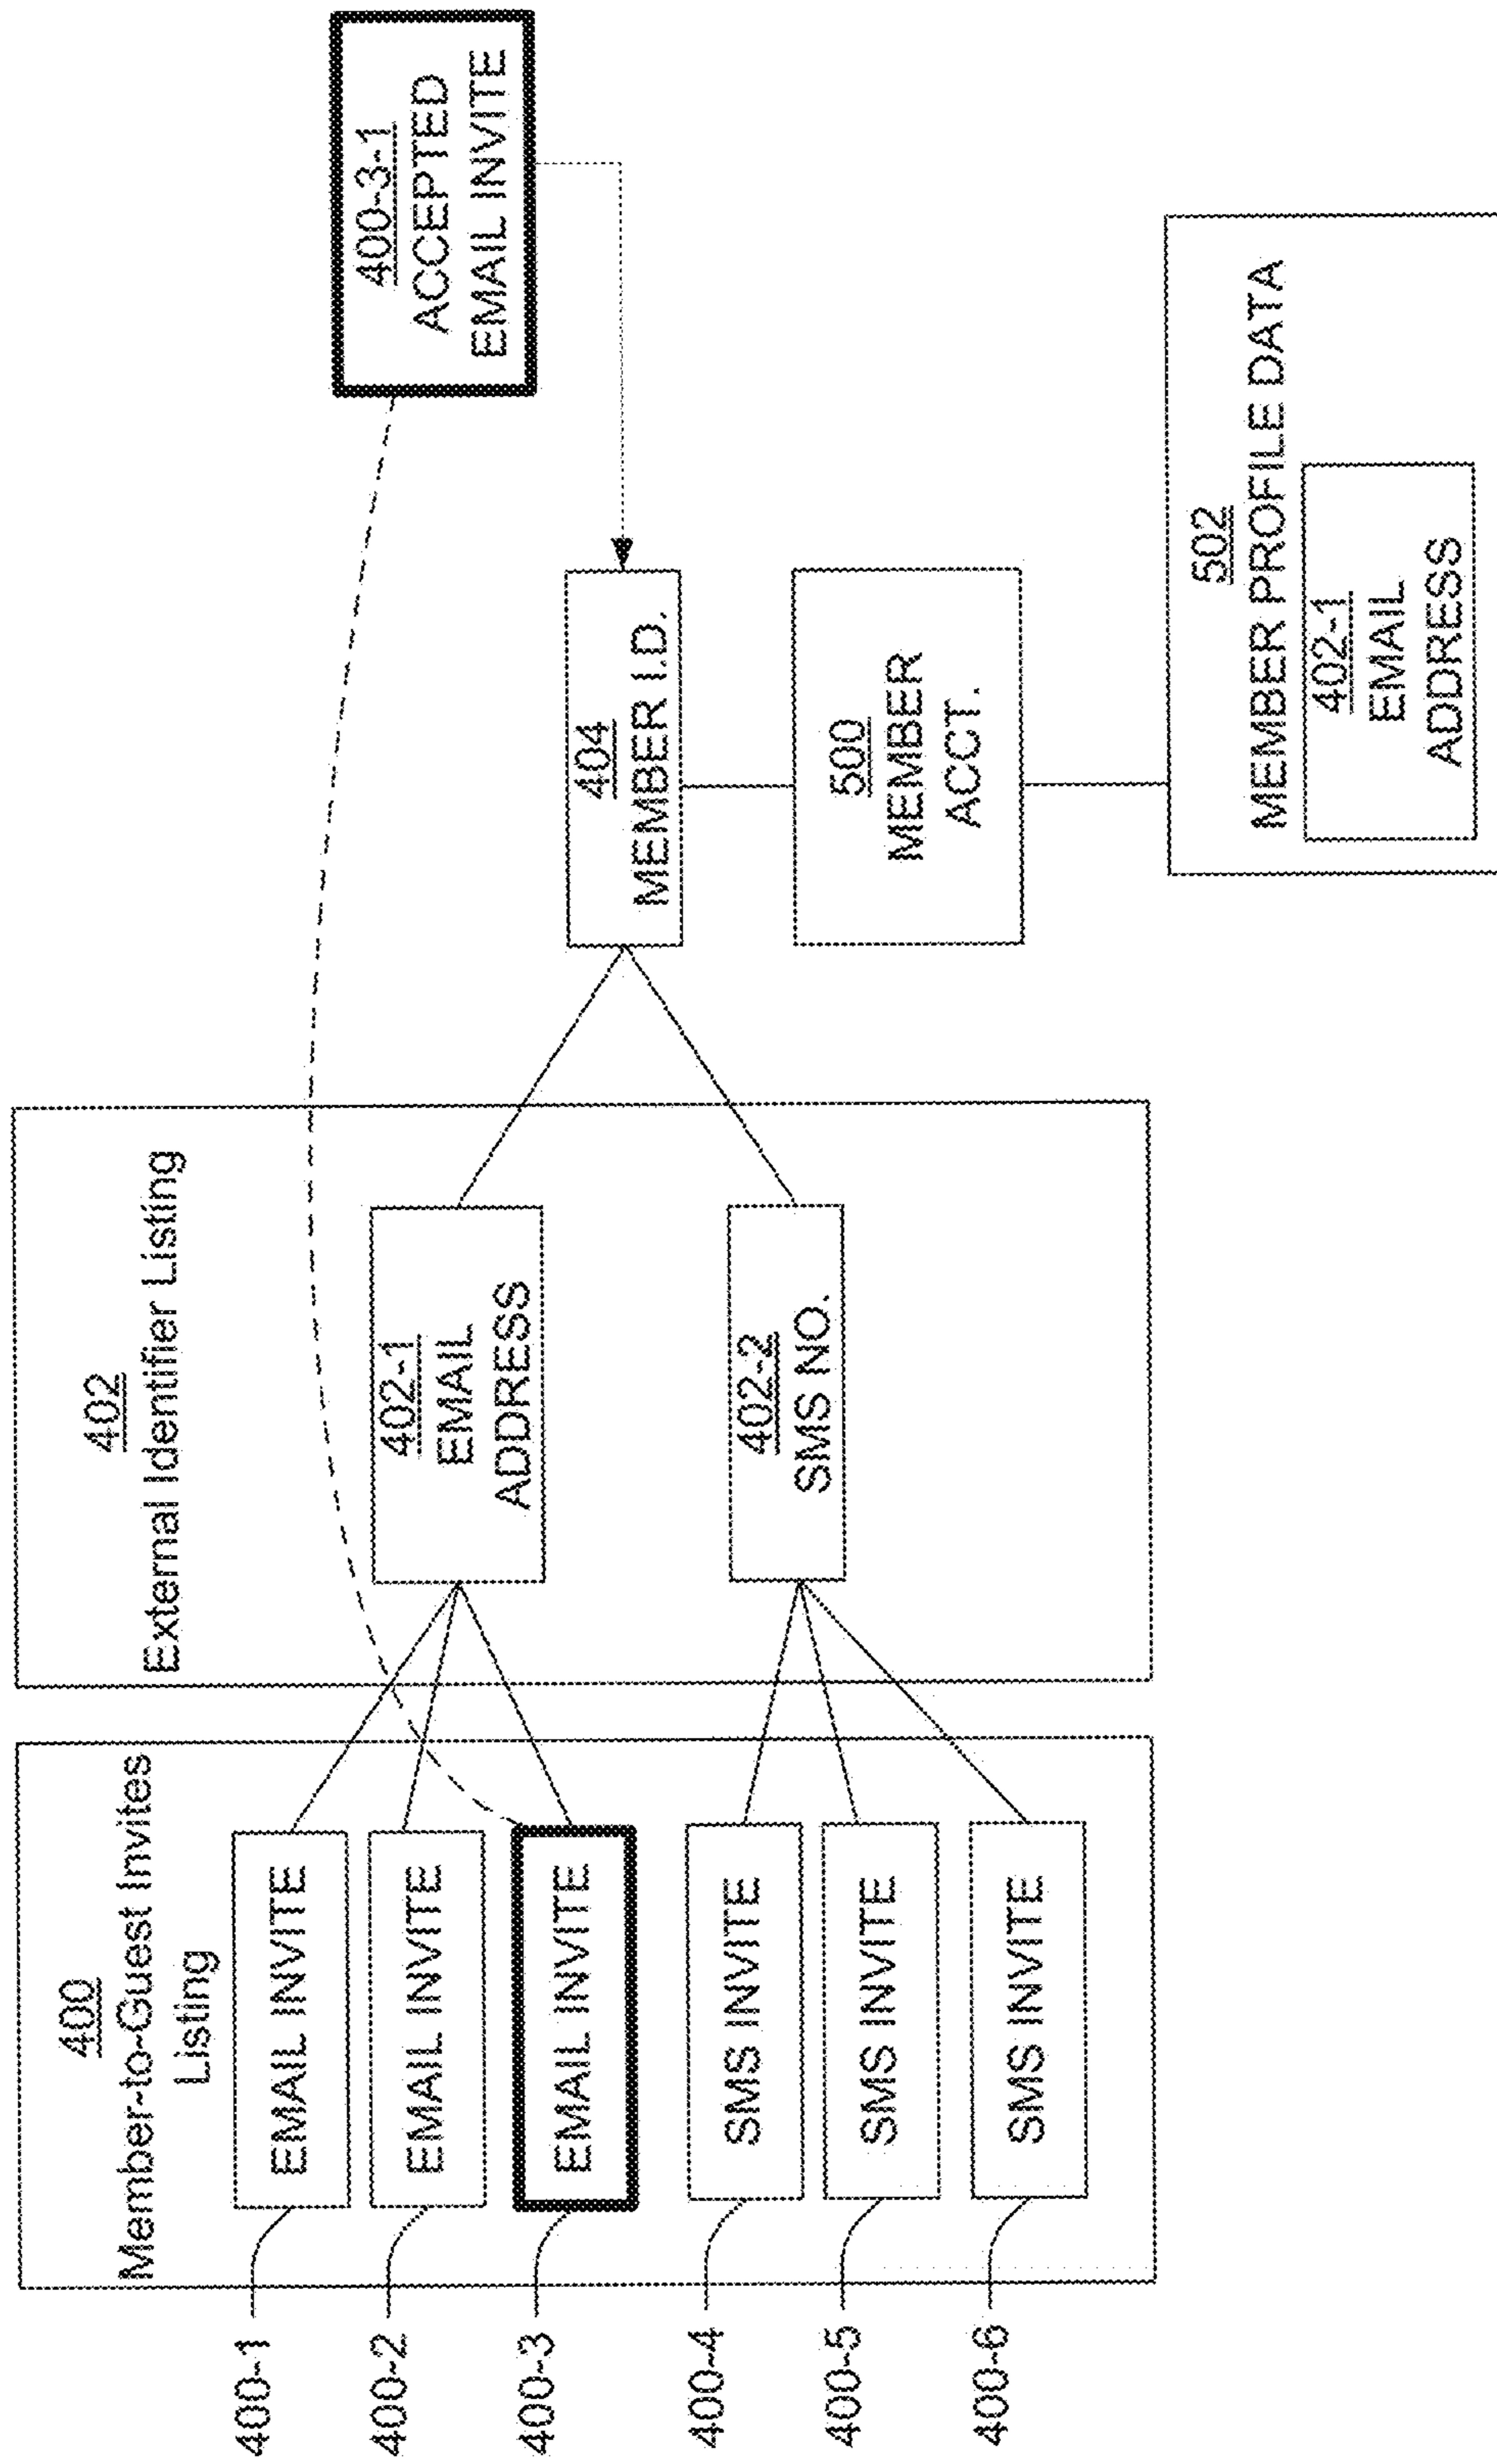 400
Member-to-Guest Invites
Listing
400-1
EMAIL INVITE
400-2
EMAIL INVITE
400-3
EMAIL INVITE
400-4
SMS INVITE
400-5
SMS INVITE
400-6
SMS INVITE
402
External Identifier Listing
402-1
EMAIL
ADDRESS
402-2
SMS NO.
404
MEMBER I.D.
500
MEMBER
ACCT.
400-3-1
ACCEPTED
EMAIL INVITE
502
MEMBER PROFILE DATA
402-1
EMAIL
ADDRESS